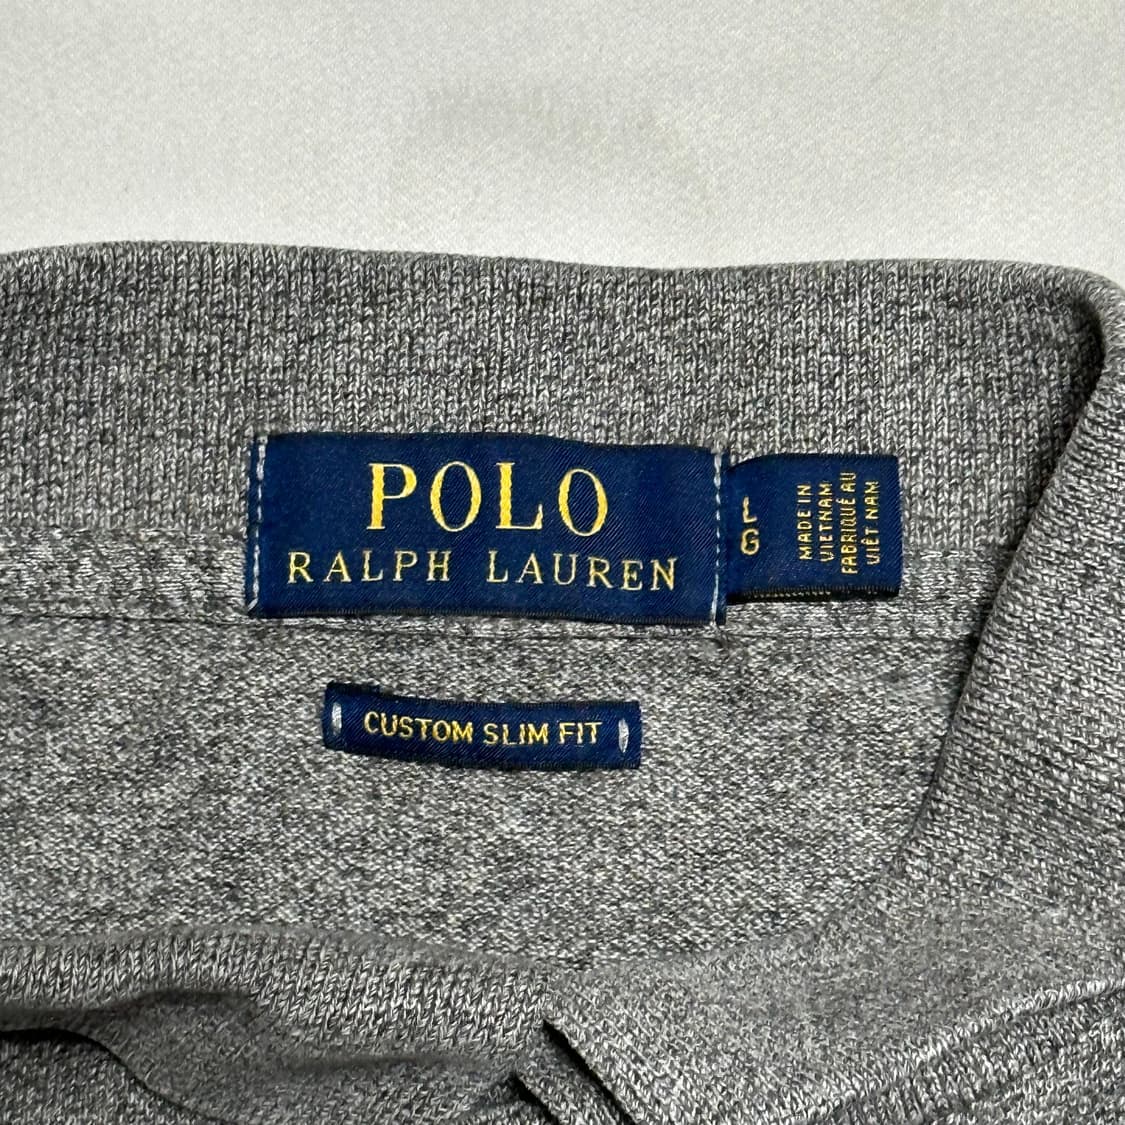 POLO
RALPH LAUREN
L
G
MADE IN
VIETNAM
FABRIQUÉ AU
VIÊT NAM
CUSTOM SLIM FIT